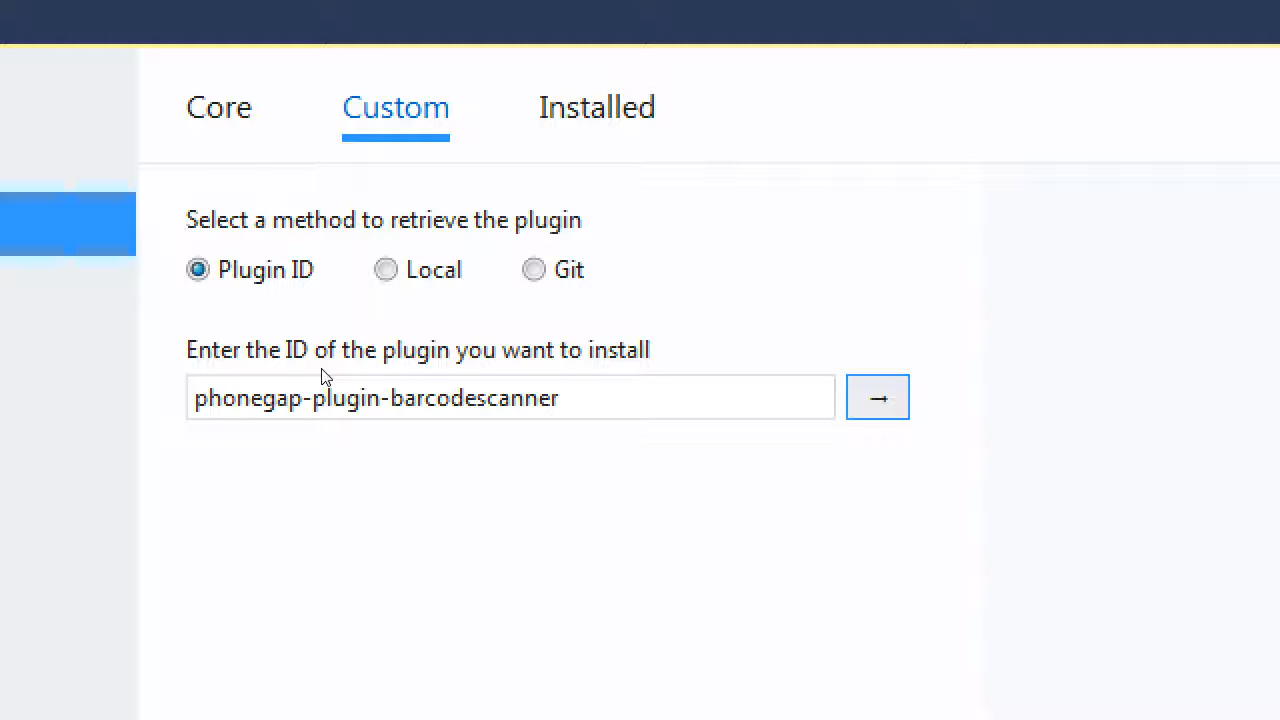 Core Custom Installed
Select a method to retrieve the plugin
Plugin ID Local Git
Enter the ID of the plugin you want to install
phonegap-plugin-barcodescanner →